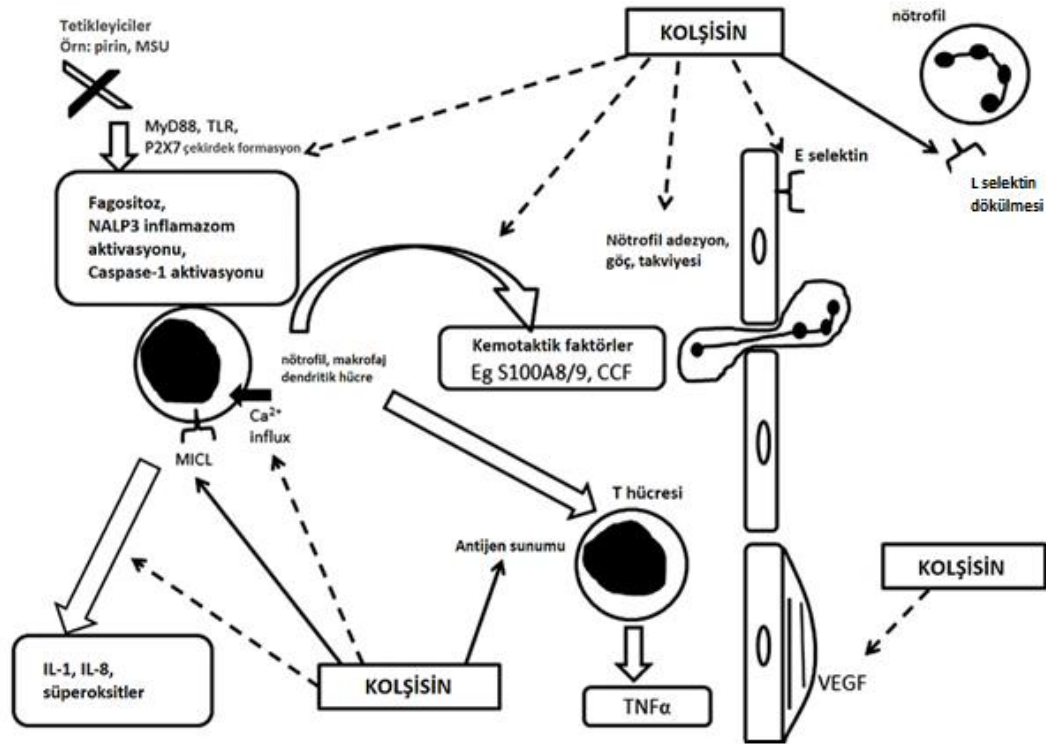 Tetikleyiciler
Örn: pirin, MSU
KOLŞİSİN
nötrofil
MyD88, TLR,
P2X7 çekirdek formasyon
E selektin
L selektin
dökülmesi
Fagositoz,
NALP3 inflamazom
aktivasyonu,
Caspase-1 aktivasyonu
Nötrofil adezyon,
göç, takviyesi
Kemotaktik faktörler
Eg S100A8/9, CCF
nötrofil, makrofaj
dendritik hücre
Ca²⁺
influx
MICL
T hücresi
Antijen sunumu
KOLŞİSİN
IL-1, IL-8,
süperoksitler
KOLŞİSİN
TNFα
VEGF